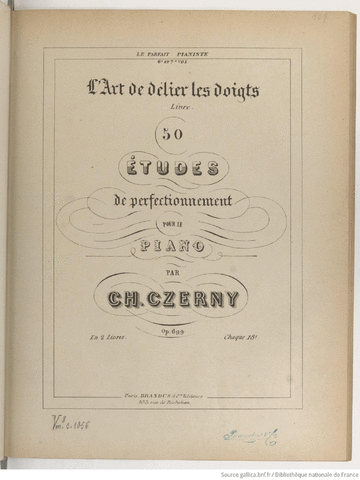 LE PARFAIT PIANISTE
L'Art de délier les doigts
Livre.
50
ÉTUDES
de perfectionnement
POUR LE
PIANO
PAR
CH. CZERNY
Op: 699
En 2 Livres. Chaque 18f
Paris, BRANDUS et Cie Editeurs
103, rue de Richelieu
Source gallica.bnf.fr / Bibliothèque nationale de France